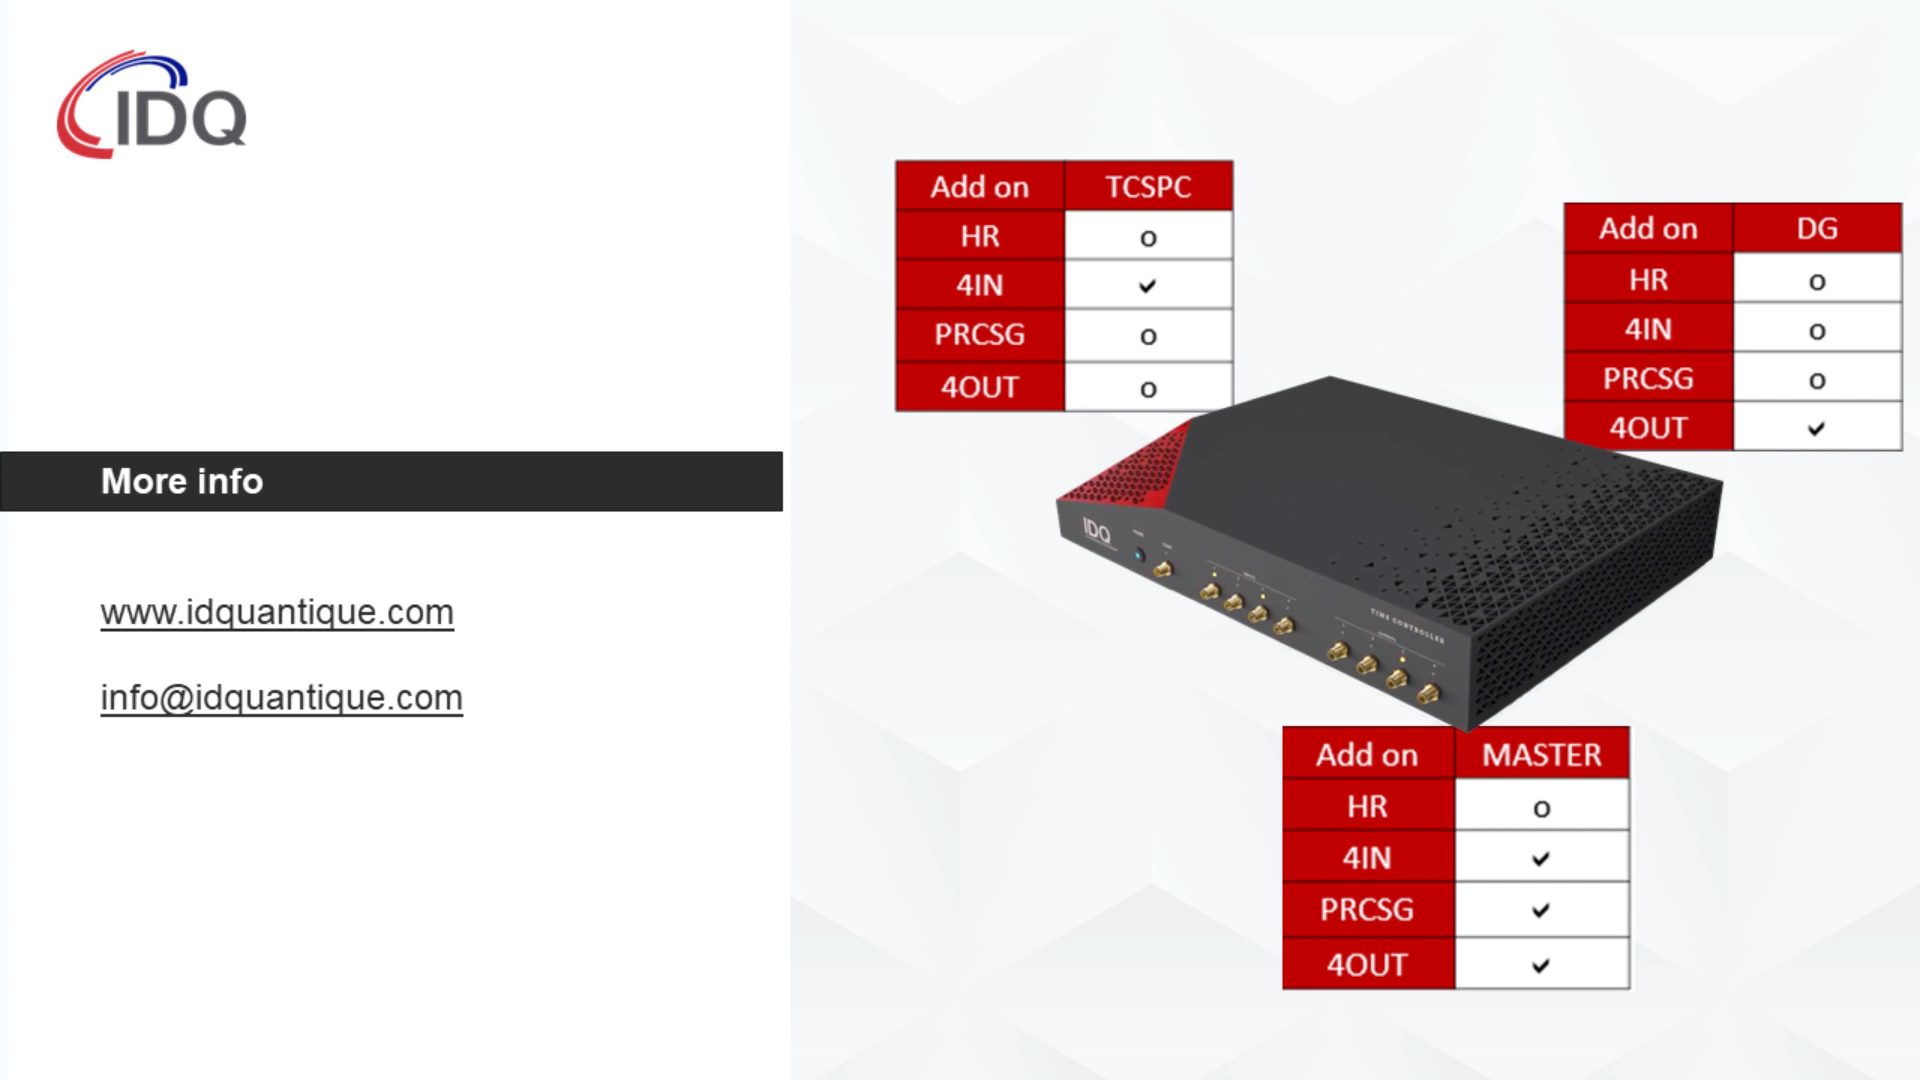 IDQ
More info
www.idquantique.com
info@idquantique.com
Add on TCSPC
HR o
4IN ✓
PRCSG o
4OUT o
Add on DG
HR o
4IN o
PRCSG o
4OUT ✓
IDQ
TIME CONTROLLER
Add on MASTER
HR o
4IN ✓
PRCSG ✓
4OUT ✓